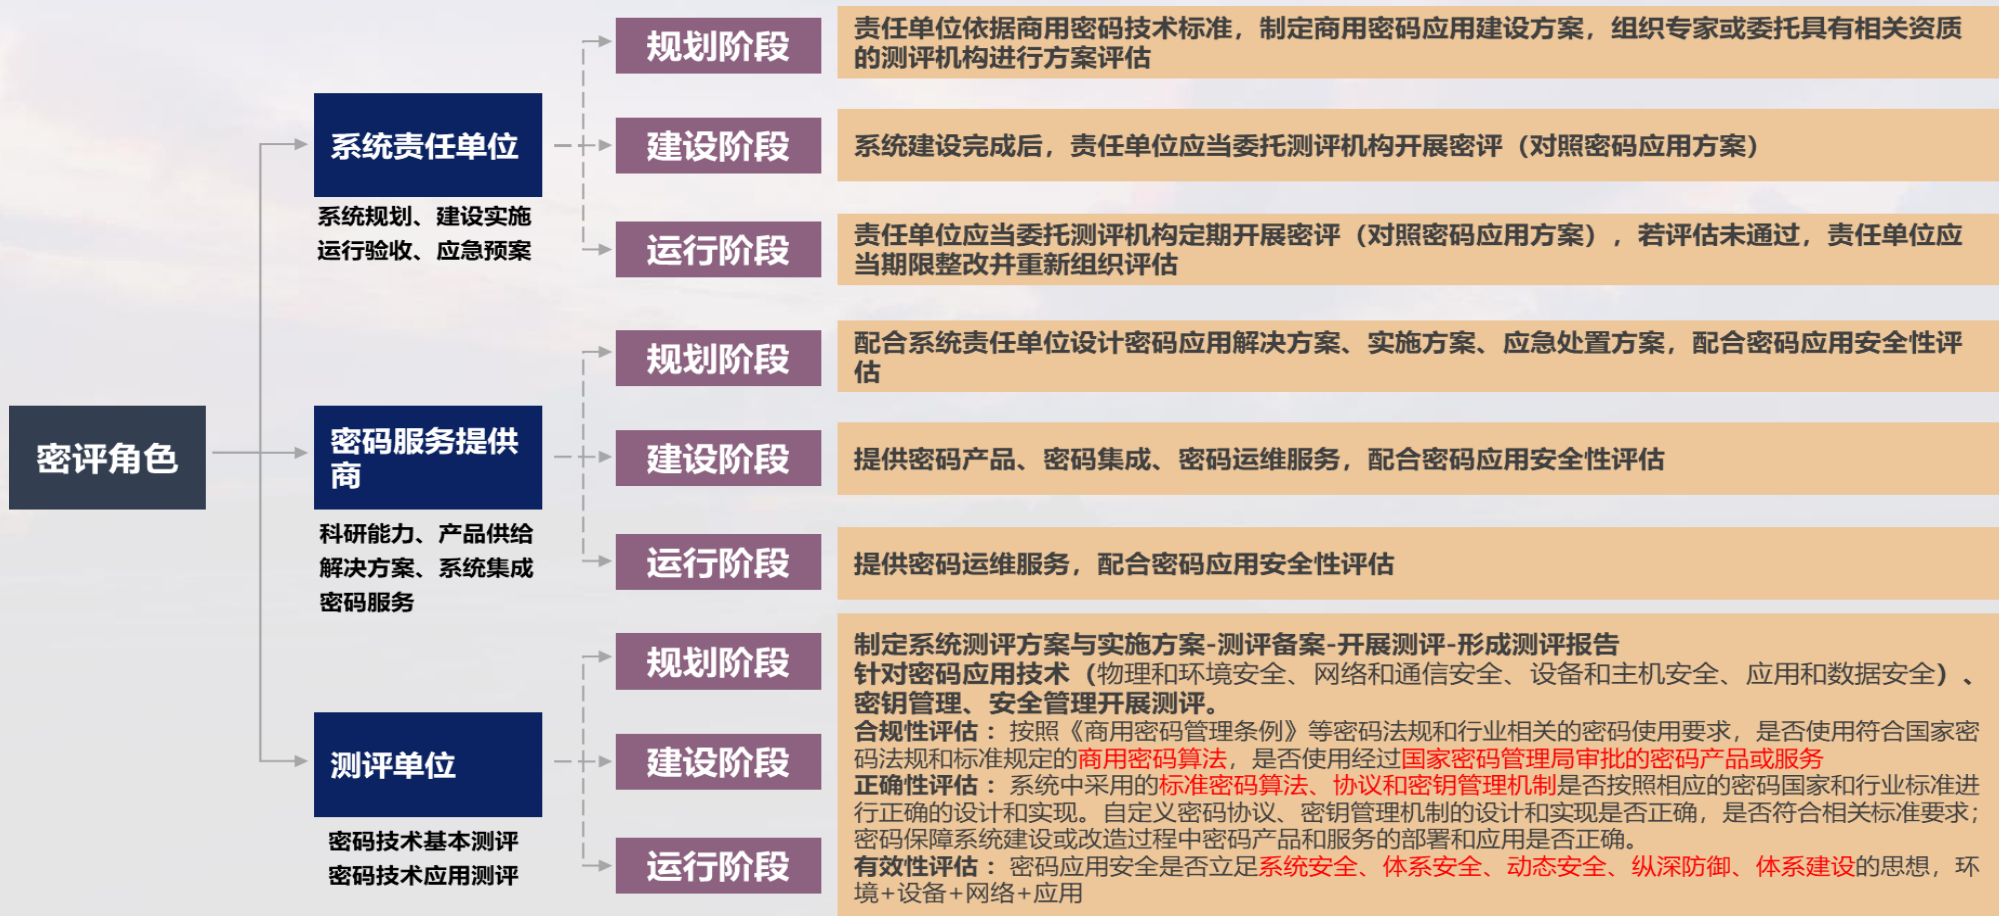 密评角色
系统责任单位
系统规划、建设实施
运行验收、应急预案
规划阶段
责任单位依据商用密码技术标准，制定商用密码应用建设方案，组织专家或委托具有相关资质
的测评机构进行方案评估
建设阶段
系统建设完成后，责任单位应当委托测评机构开展密评（对照密码应用方案）
运行阶段
责任单位应当委托测评机构定期开展密评（对照密码应用方案），若评估未通过，责任单位应
当期限整改并重新组织评估
密码服务提供
商
科研能力、产品供给
解决方案、系统集成
密码服务
规划阶段
配合系统责任单位设计密码应用解决方案、实施方案、应急处置方案，配合密码应用安全性评
估
建设阶段
提供密码产品、密码集成、密码运维服务，配合密码应用安全性评估
运行阶段
提供密码运维服务，配合密码应用安全性评估
测评单位
密码技术基本测评
密码技术应用测评
规划阶段
建设阶段
运行阶段
制定系统测评方案与实施方案-测评备案-开展测评-形成测评报告
针对密码应用技术（物理和环境安全、网络和通信安全、设备和主机安全、应用和数据安全）、
密钥管理、安全管理开展测评。
合规性评估：按照《商用密码管理条例》等密码法规和行业相关的密码使用要求，是否使用符合国家密
码法规和标准规定的商用密码算法，是否使用经过国家密码管理局审批的密码产品或服务
正确性评估：系统中采用的标准密码算法、协议和密钥管理机制是否按照相应的密码国家和行业标准进
行正确的设计和实现。自定义密码协议、密钥管理机制的设计和实现是否正确，是否符合相关标准要求；
密码保障系统建设或改造过程中密码产品和服务的部署和应用是否正确。
有效性评估：密码应用安全是否立足系统安全、体系安全、动态安全、纵深防御、体系建设的思想，环
境+设备+网络+应用